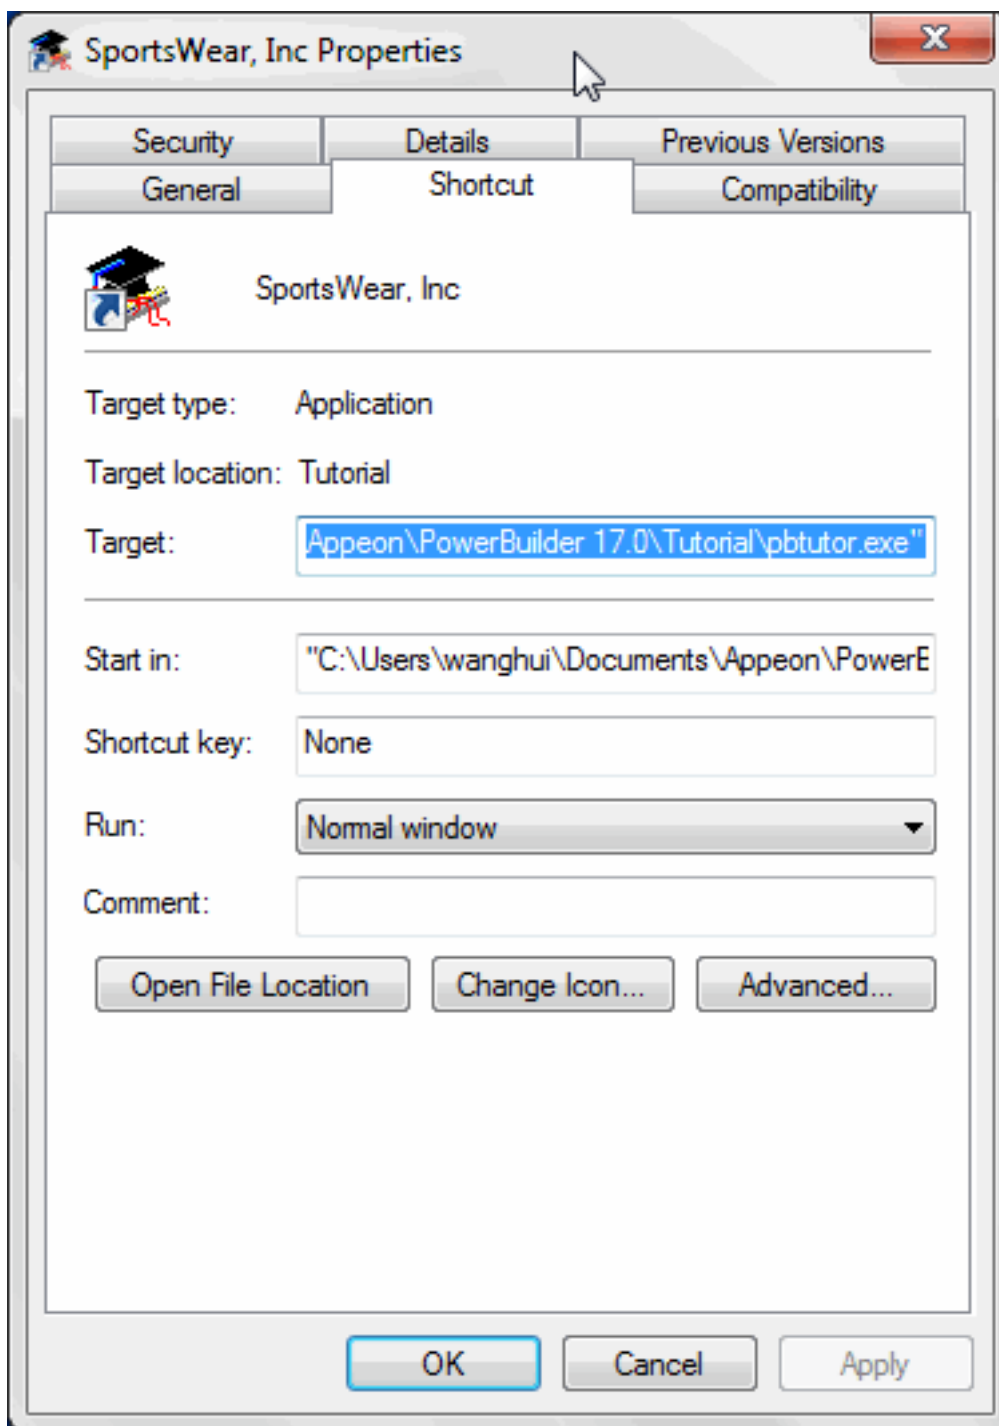 SportsWear, Inc Properties
Security Details Previous Versions
General Shortcut Compatibility
SportsWear, Inc
Target type: Application
Target location: Tutorial
Target: Appeon\PowerBuilder 17.0\Tutorial\pbtutor.exe"
Start in: "C:\Users\wanghui\Documents\Appeon\PowerB
Shortcut key: None
Run: Normal window
Comment:
Open File Location Change Icon... Advanced...
OK Cancel Apply